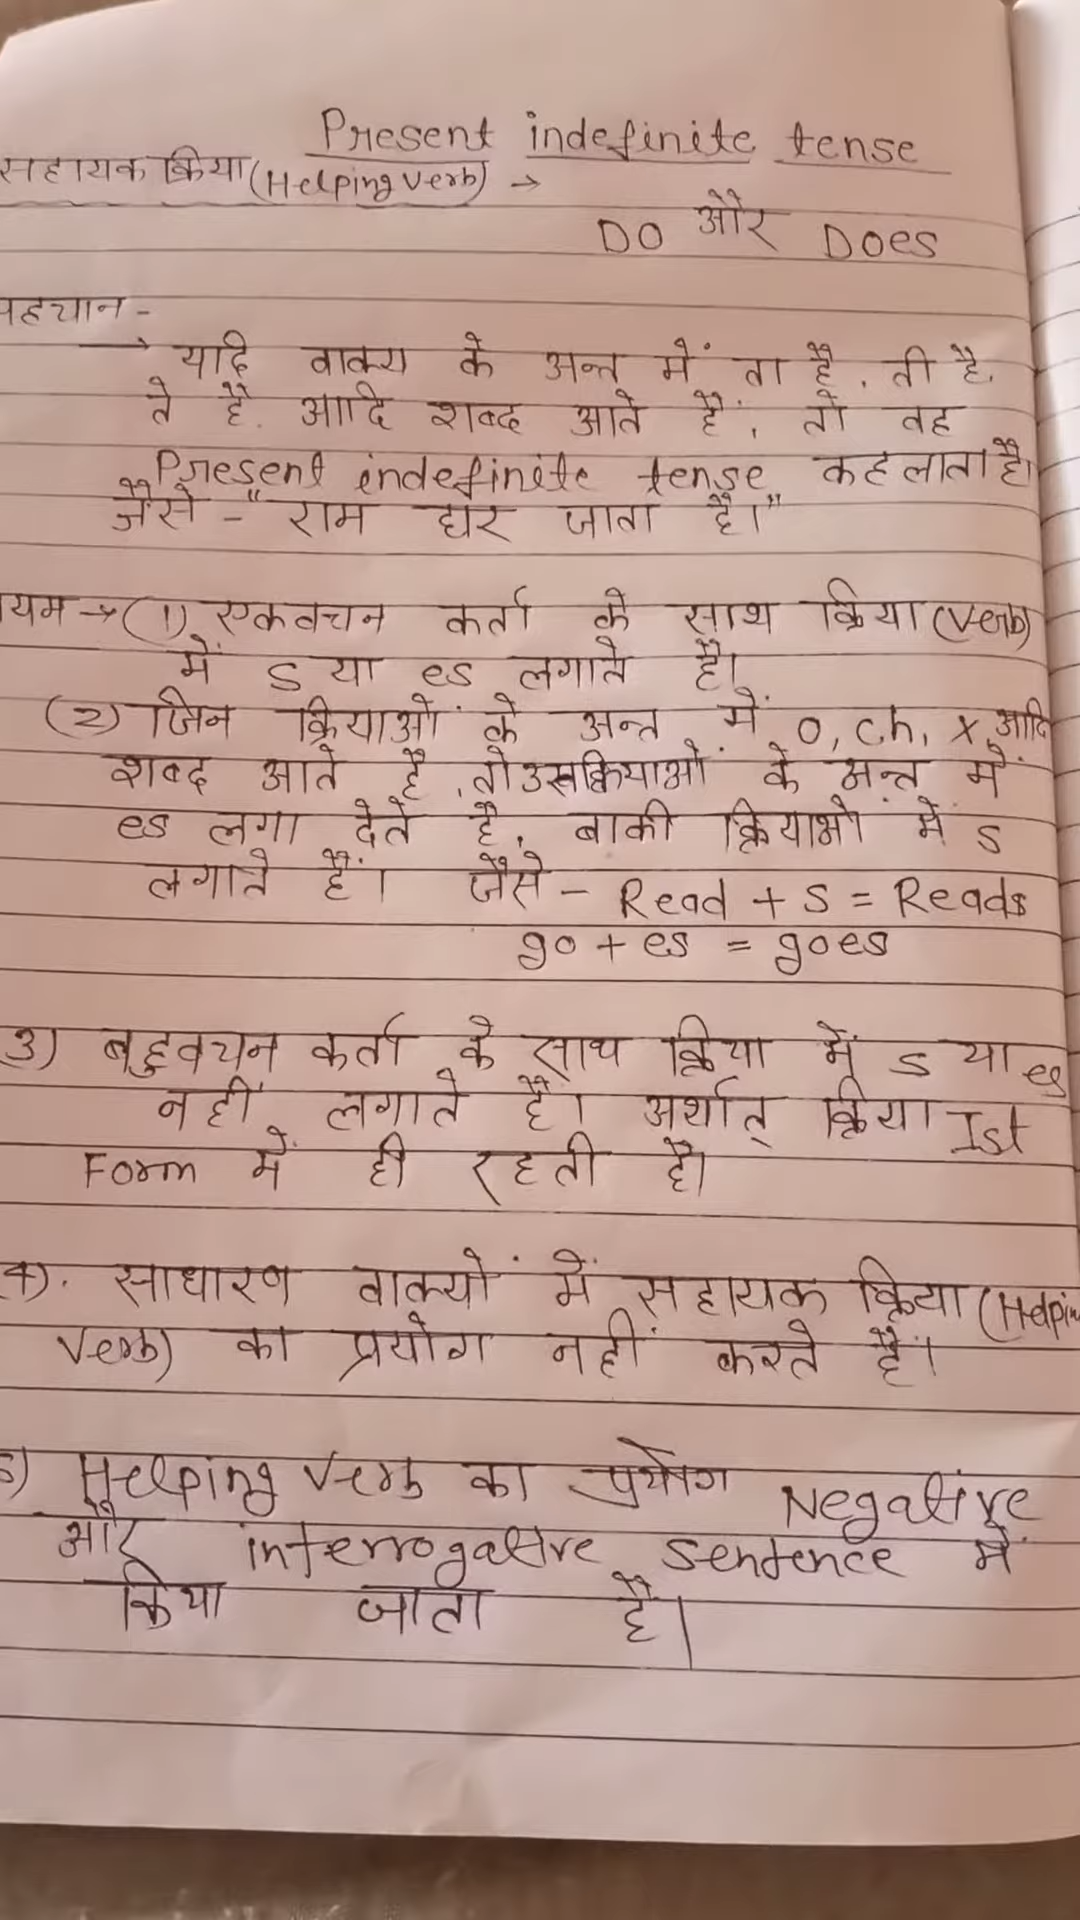 Present indefinite tense
सहायक क्रिया (Helping verb) →
DO और Does
पहचान -
→ यदि वाक्य के अन्त में ता है, ती है,
ते है. आदि शब्द आते हैं, तो वह
Present indefinite tense कहलाता है।
जैसे - "राम घर जाता है।"
यम → (1) एकवचन कर्ता के साथ क्रिया (Verb)
में s या es लगाते है।
(2) जिन क्रियाओं के अन्त में o, ch, x, आदि
शब्द आते है, तो उसक्रियाओं के अन्त में
es लगा देते है, बाकी क्रियाओं में s
लगाते हैं। जैसे - Read + s = Reads
go + es = goes
3) बहुवचन कर्ता के साथ क्रिया में s या es
नहीं लगाते है। अर्थात् क्रिया Ist
Form में ही रहती है।
(4). साधारण वाक्यों में सहायक क्रिया (Helpin
Verb) का प्रयोग नहीं करते हैं।
5) Helping Verb का प्रयोग Negative
और interrogative sentence में
किया जाता है।